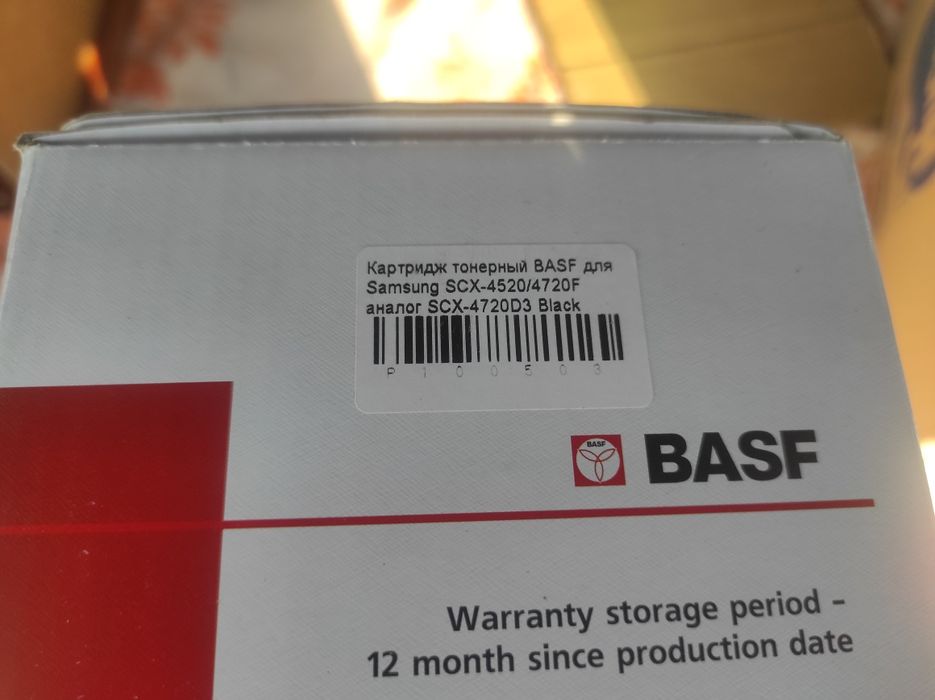 Картридж тонерный BASF для
Samsung SCX-4520/4720F
аналог SCX-4720D3 Black
P100503
BASF
BASF
Warranty storage period –
12 month since production date